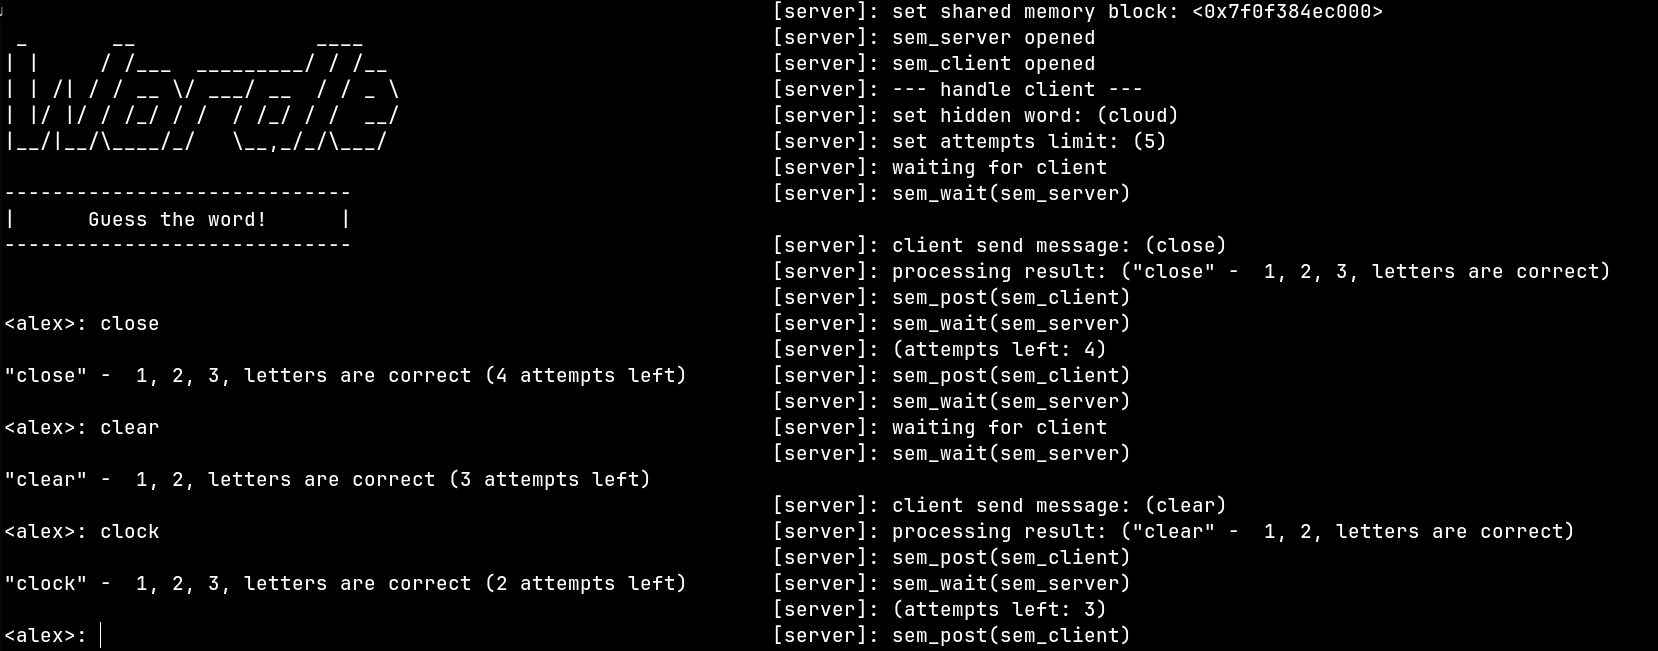 _       __               ____
| |     / /___  _________/ / /__
| | /| / / __ \/ ___/ __  / / _ \
| |/ |/ / /_/ / /  / /_/ / /  __/
|__/|__/\____/_/   \__,_/_/\___/
-----------------------------
|      Guess the word!      |
-----------------------------
<alex>: close
"close" -  1, 2, 3, letters are correct (4 attempts left)
<alex>: clear
"clear" -  1, 2, letters are correct (3 attempts left)
<alex>: clock
"clock" -  1, 2, 3, letters are correct (2 attempts left)
<alex>:
[server]: set shared memory block: <0x7f0f384ec000>
[server]: sem_server opened
[server]: sem_client opened
[server]: --- handle client ---
[server]: set hidden word: (cloud)
[server]: set attempts limit: (5)
[server]: waiting for client
[server]: sem_wait(sem_server)
[server]: client send message: (close)
[server]: processing result: ("close" -  1, 2, 3, letters are correct)
[server]: sem_post(sem_client)
[server]: sem_wait(sem_server)
[server]: (attempts left: 4)
[server]: sem_post(sem_client)
[server]: sem_wait(sem_server)
[server]: waiting for client
[server]: sem_wait(sem_server)
[server]: client send message: (clear)
[server]: processing result: ("clear" -  1, 2, letters are correct)
[server]: sem_post(sem_client)
[server]: sem_wait(sem_server)
[server]: (attempts left: 3)
[server]: sem_post(sem_client)